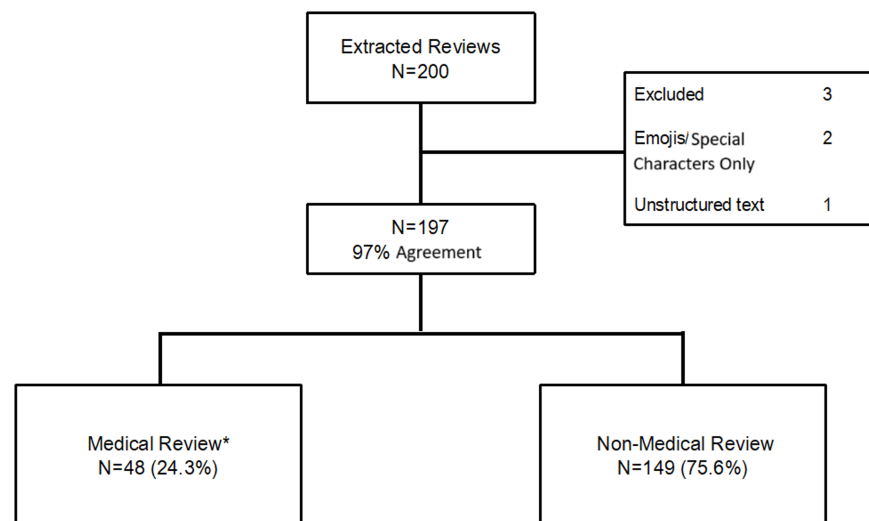 Extracted Reviews
N=200
Excluded 3
Emojis/Special 2
Characters Only
Unstructured text 1
N=197
97% Agreement
Medical Review*
N=48 (24.3%)
Non-Medical Review
N=149 (75.6%)